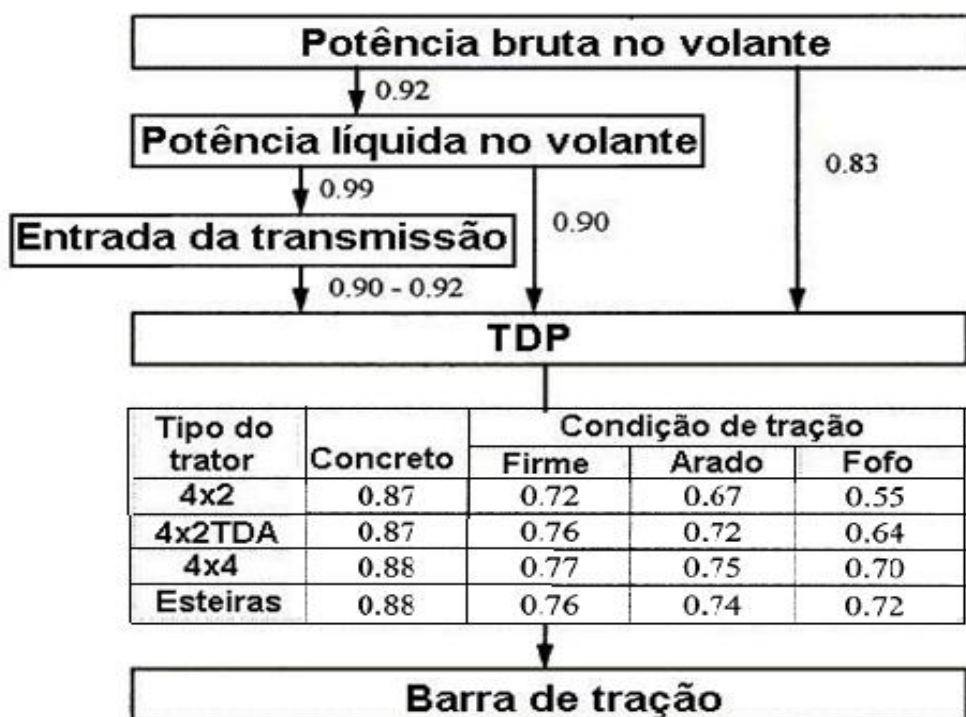 Potência bruta no volante
0.92
Potência líquida no volante
0.83
0.99
0.90
Entrada da transmissão
0.90 - 0.92
TDP
Tipo do trator Concreto Condição de tração
Firme Arado Fofo
4x2 0.87 0.72 0.67 0.55
4x2TDA 0.87 0.76 0.72 0.64
4x4 0.88 0.77 0.75 0.70
Esteiras 0.88 0.76 0.74 0.72
Barra de tração